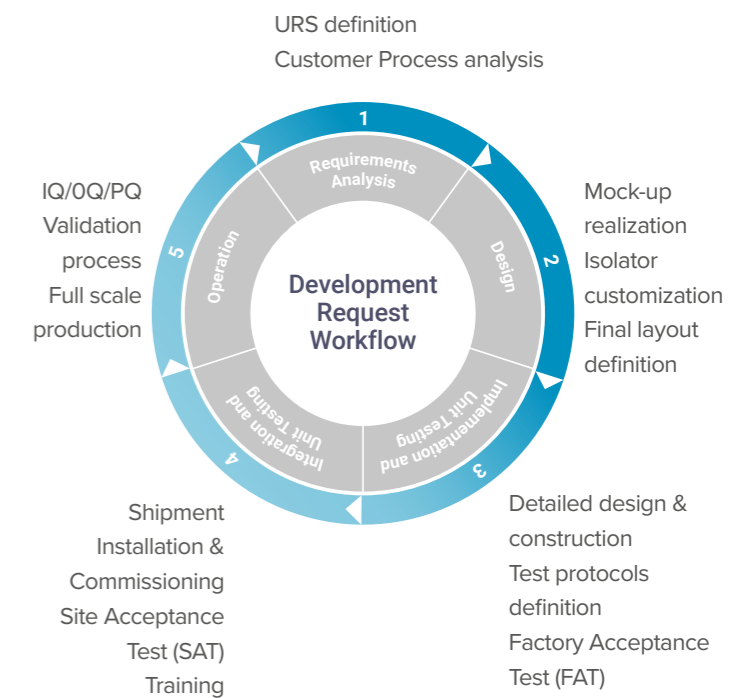 URS definition
Customer Process analysis
1
Requirements
Analysis
2
Design
Mock-up
realization
Isolator
customization
Final layout
definition
3
Implementation and
Unit Testing
Detailed design &
construction
Test protocols
definition
Factory Acceptance
Test (FAT)
4
Integration and
Unit Testing
Shipment
Installation &
Commissioning
Site Acceptance
Test (SAT)
Training
5
Operation
IQ/0Q/PQ
Validation
process
Full scale
production
Development
Request
Workflow